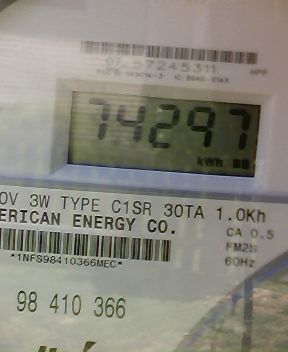 57245311
74297
kWh
0V 3W TYPE C1SR 30TA 1.0Kh
ERICAN ENERGY CO.
CA 0.5
FM2S
*1NFS98410366MEC*
60Hz
98 410 366